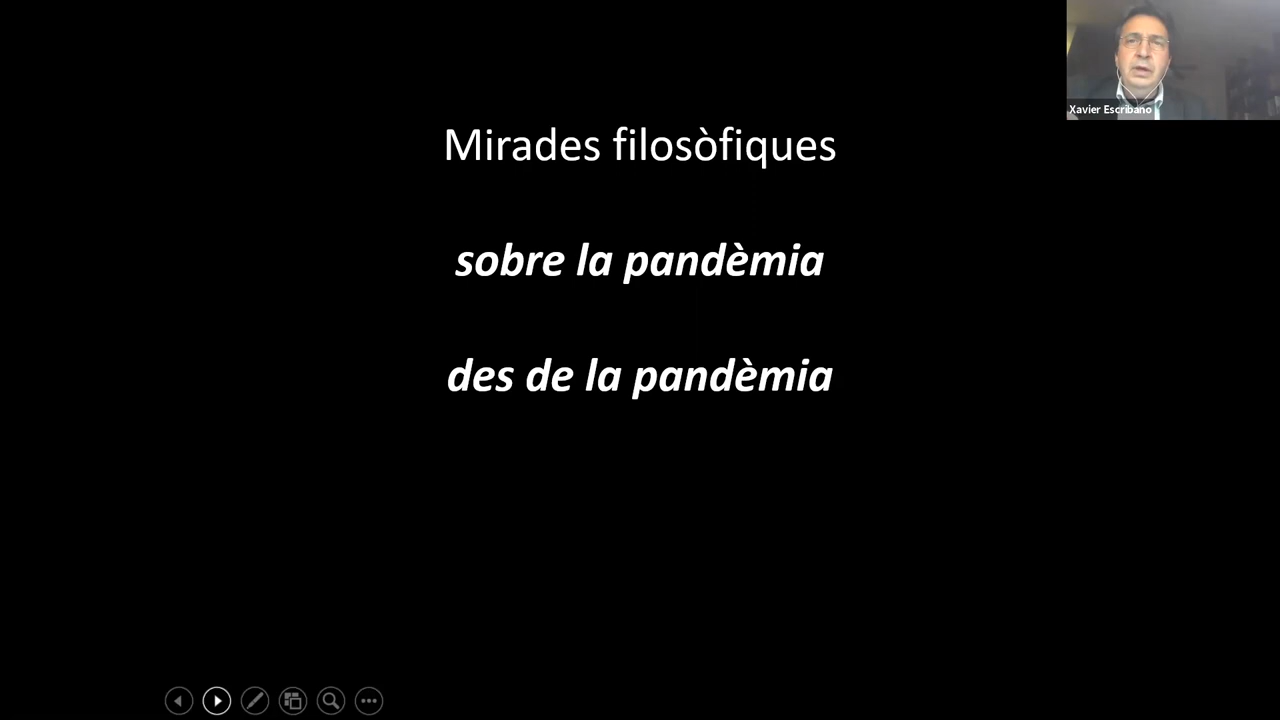 Xavier Escribano
Mirades filosòfiques
sobre la pandèmia
des de la pandèmia